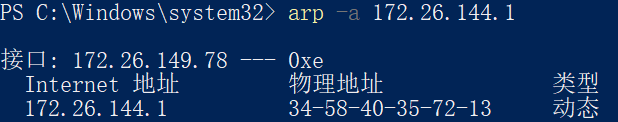 PS C:\Windows\system32> arp -a 172.26.144.1
接口: 172.26.149.78 --- 0xe
Internet 地址 物理地址 类型
172.26.144.1 34-58-40-35-72-13 动态